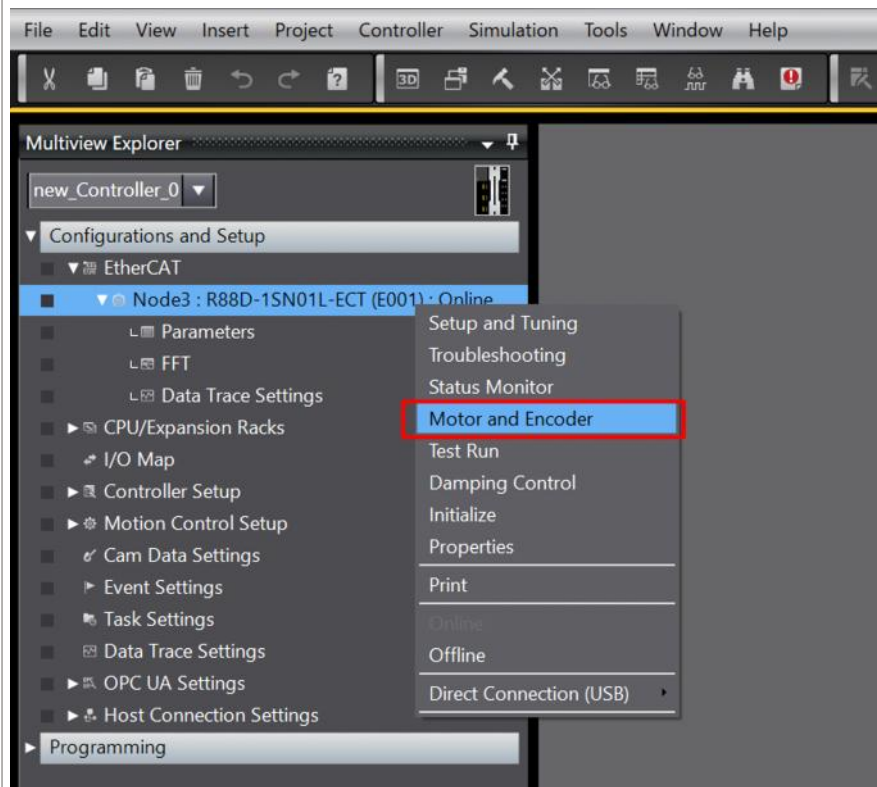 File Edit View Insert Project Controller Simulation Tools Window Help
3D
Multiview Explorer
new_Controller_0
Configurations and Setup
EtherCAT
Node3 : R88D-1SN01L-ECT (E001) : Online
Parameters
FFT
Data Trace Settings
CPU/Expansion Racks
I/O Map
Controller Setup
Motion Control Setup
Cam Data Settings
Event Settings
Task Settings
Data Trace Settings
OPC UA Settings
Host Connection Settings
Programming
Setup and Tuning
Troubleshooting
Status Monitor
Motor and Encoder
Test Run
Damping Control
Initialize
Properties
Print
Online
Offline
Direct Connection (USB)